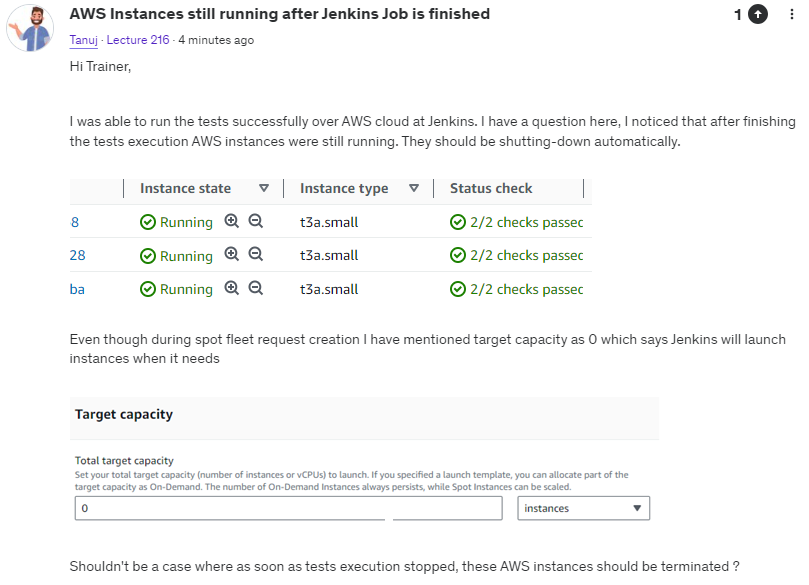 AWS Instances still running after Jenkins Job is finished
1
Tanuj · Lecture 216 · 4 minutes ago
Hi Trainer,
I was able to run the tests successfully over AWS cloud at Jenkins. I have a question here, I noticed that after finishing
the tests execution AWS instances were still running. They should be shutting-down automatically.
Instance state Instance type Status check
8 Running t3a.small 2/2 checks passec
28 Running t3a.small 2/2 checks passec
ba Running t3a.small 2/2 checks passec
Even though during spot fleet request creation I have mentioned target capacity as 0 which says Jenkins will launch
instances when it needs
Target capacity
Total target capacity
Set your total target capacity (number of instances or vCPUs) to launch. If you specified a launch template, you can allocate part of the
target capacity as On-Demand. The number of On-Demand Instances always persists, while Spot Instances can be scaled.
0 instances
Shouldn't be a case where as soon as tests execution stopped, these AWS instances should be terminated ?